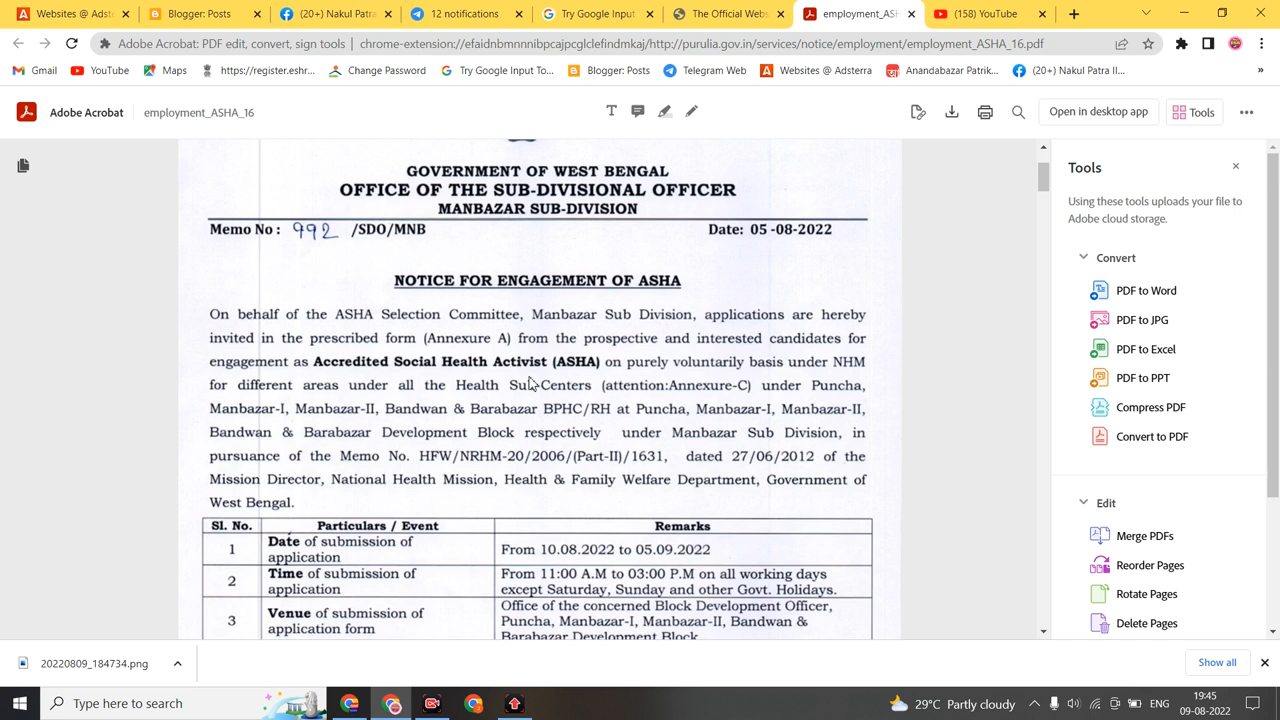 Websites @ Adster
Blogger: Posts
(20+) Nakul Patra I
12 notifications
Try Google Input T
The Official Websi
employment_ASH
(158) YouTube
Adobe Acrobat: PDF edit, convert, sign tools | chrome-extension://efaidnbmnnnibpcajpcglclefindmkaj/http://purulia.gov.in/services/notice/employment/employment_ASHA_16.pdf
Gmail
YouTube
Maps
https://register.eshr...
Change Password
Try Google Input To...
Blogger: Posts
Telegram Web
Websites @ Adsterra
Anandabazar Patrik...
(20+) Nakul Patra II...
»
Adobe Acrobat
employment_ASHA_16
Open in desktop app
Tools
GOVERNMENT OF WEST BENGAL
OFFICE OF THE SUB-DIVISIONAL OFFICER
MANBAZAR SUB-DIVISION
Memo No : 992 /SDO/MNB
Date: 05 -08-2022
NOTICE FOR ENGAGEMENT OF ASHA
On behalf of the ASHA Selection Committee, Manbazar Sub Division, applications are hereby
invited in the prescribed form (Annexure A) from the prospective and interested candidates for
engagement as Accredited Social Health Activist (ASHA) on purely voluntarily basis under NHM
for different areas under all the Health Sub-Centers (attention:Annexure-C) under Puncha,
Manbazar-I, Manbazar-II, Bandwan & Barabazar BPHC/RH at Puncha, Manbazar-I, Manbazar-II,
Bandwan & Barabazar Development Block respectively under Manbazar Sub Division, in
pursuance of the Memo No. HFW/NRHM-20/2006/(Part-II)/1631, dated 27/06/2012 of the
Mission Director, National Health Mission, Health & Family Welfare Department, Government of
West Bengal.
Sl. No.
Particulars / Event
Remarks
1
Date of submission of
application
From 10.08.2022 to 05.09.2022
2
Time of submission of
application
From 11:00 A.M to 03:00 P.M on all working days
except Saturday, Sunday and other Govt. Holidays.
3
Venue of submission of
application form
Office of the concerned Block Development Officer,
Puncha, Manbazar-I, Manbazar-II, Bandwan &
Barabazar Development Block
Tools
Using these tools uploads your file to
Adobe cloud storage.
Convert
PDF to Word
PDF to JPG
PDF to Excel
PDF to PPT
Compress PDF
Convert to PDF
Edit
Merge PDFs
Reorder Pages
Rotate Pages
Delete Pages
20220809_184734.png
Show all
Type here to search
29°C Partly cloudy
ENG
19:45
09-08-2022